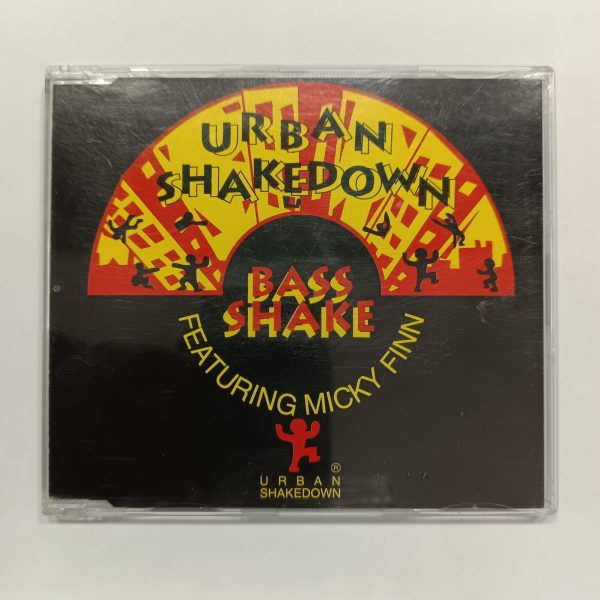 URBAN
SHAKEDOWN
BASS
SHAKE
FEATURING MICKY FINN
®
URBAN
SHAKEDOWN